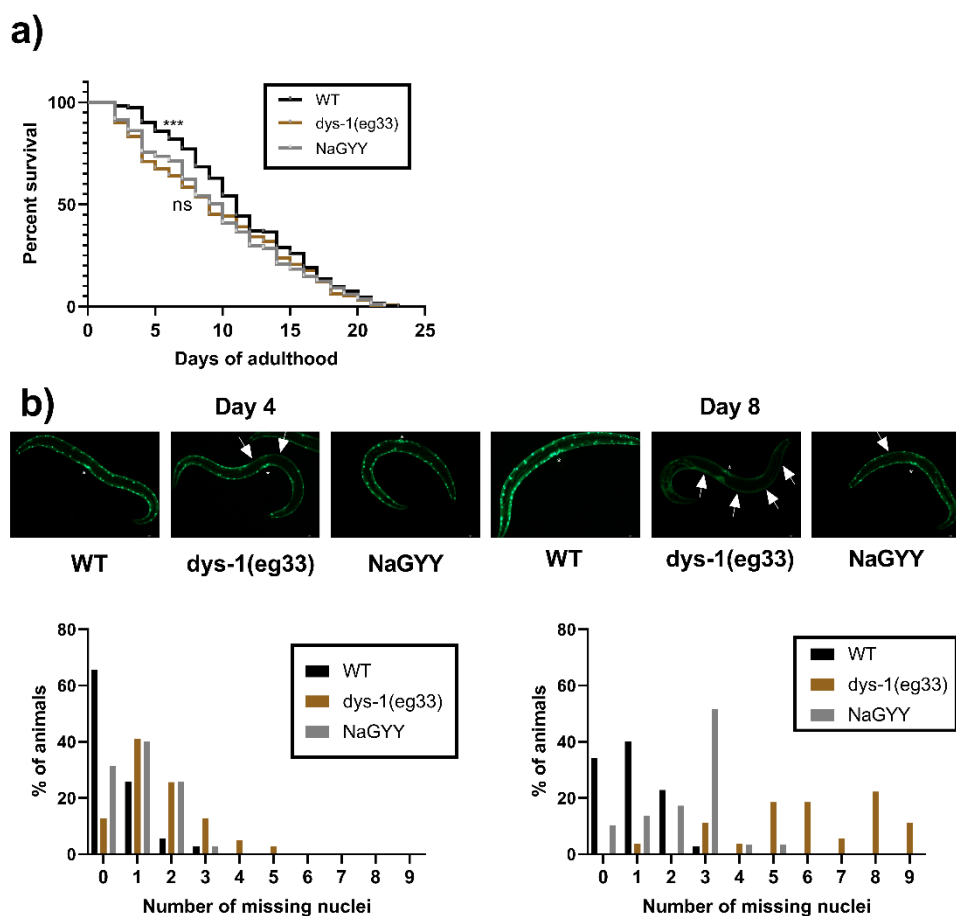 a)
WT
dys-1(eg33)
NaGYY
***
ns
Percent survival
100
50
0
0 5 10 15 20 25
Days of adulthood
b)
Day 4 Day 8
WT dys-1(eg33) NaGYY WT dys-1(eg33) NaGYY
% of animals
80
60
40
20
0
WT
dys-1(eg33)
NaGYY
0 1 2 3 4 5 6 7 8 9
Number of missing nuclei
% of animals
80
60
40
20
0
WT
dys-1(eg33)
NaGYY
0 1 2 3 4 5 6 7 8 9
Number of missing nuclei